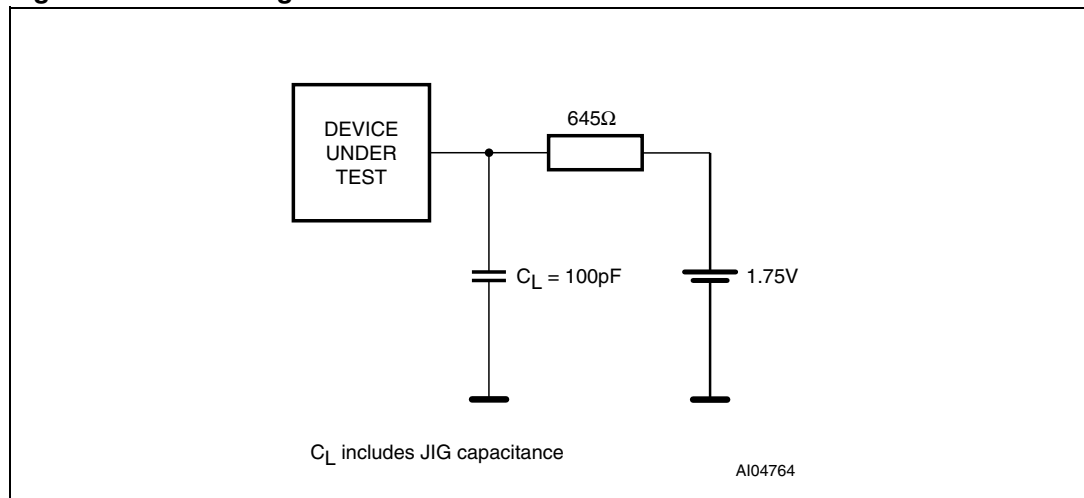 DEVICE
UNDER
TEST
645Ω
C_L = 100pF
1.75V
C_L includes JIG capacitance
AI04764